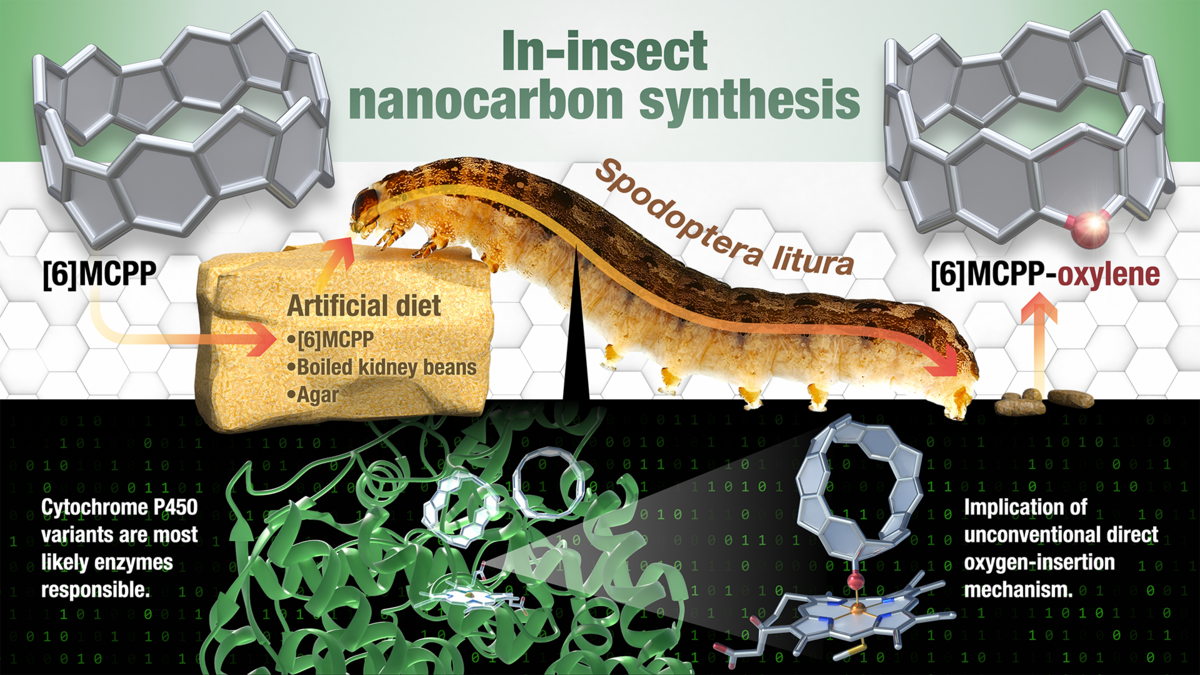 In-insect
nanocarbon synthesis
Spodoptera litura
[6]MCPP
[6]MCPP-oxylene
Artificial diet
•[6]MCPP
•Boiled kidney beans
•Agar
Cytochrome P450
variants are most
likely enzymes
responsible.
Implication of
unconventional direct
oxygen-insertion
mechanism.